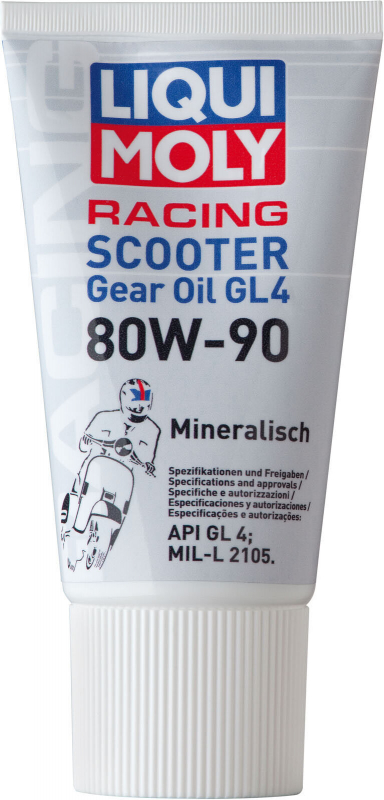 LIQUI
MOLY
RACING
SCOOTER
Gear Oil GL4
80W-90
Mineralisch
Spezifikationen und Freigaben/
Specifications and approvals/
Specifiche e autorizzazioni/
Especificaciones y autorizaciones/
Especificações e autorizações:
API GL 4;
MIL-L 2105.
RACING